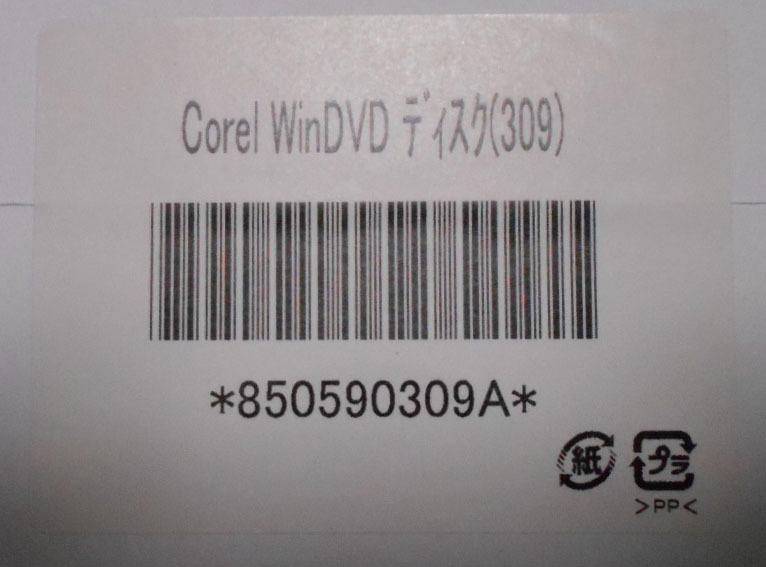 Corel WinDVD ﾃﾞｨｽｸ(309)
*850590309A*
紙 プラ
>PP<